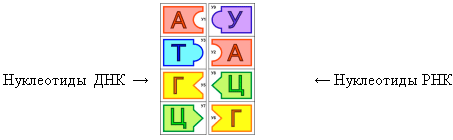 А У
Т А
Нуклеотиды ДНК → Г Ц ← Нуклеотиды РНК
Ц Г